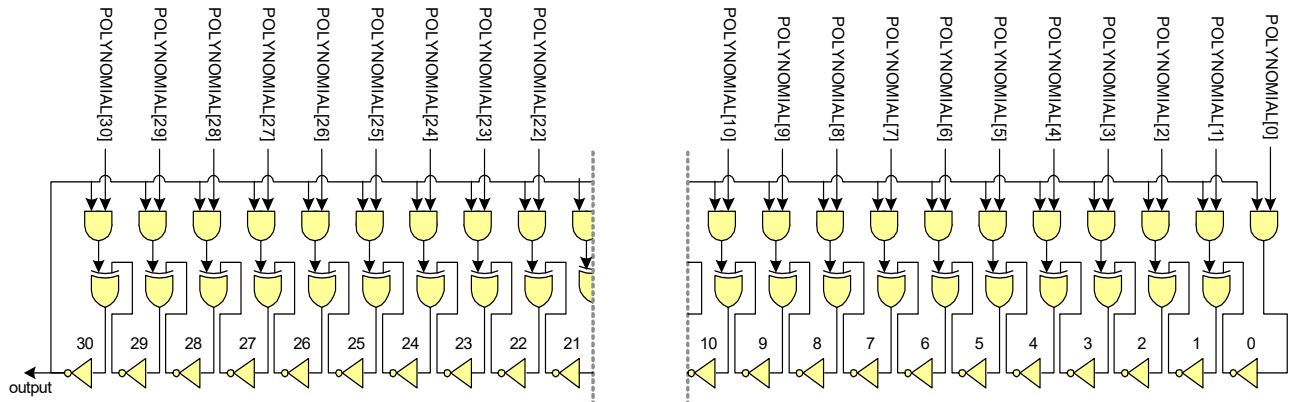 POLYNOMIAL[30]
POLYNOMIAL[29]
POLYNOMIAL[28]
POLYNOMIAL[27]
POLYNOMIAL[26]
POLYNOMIAL[25]
POLYNOMIAL[24]
POLYNOMIAL[23]
POLYNOMIAL[22]
POLYNOMIAL[10]
POLYNOMIAL[9]
POLYNOMIAL[8]
POLYNOMIAL[7]
POLYNOMIAL[6]
POLYNOMIAL[5]
POLYNOMIAL[4]
POLYNOMIAL[3]
POLYNOMIAL[2]
POLYNOMIAL[1]
POLYNOMIAL[0]
30 29 28 27 26 25 24 23 22 21 10 9 8 7 6 5 4 3 2 1 0
output